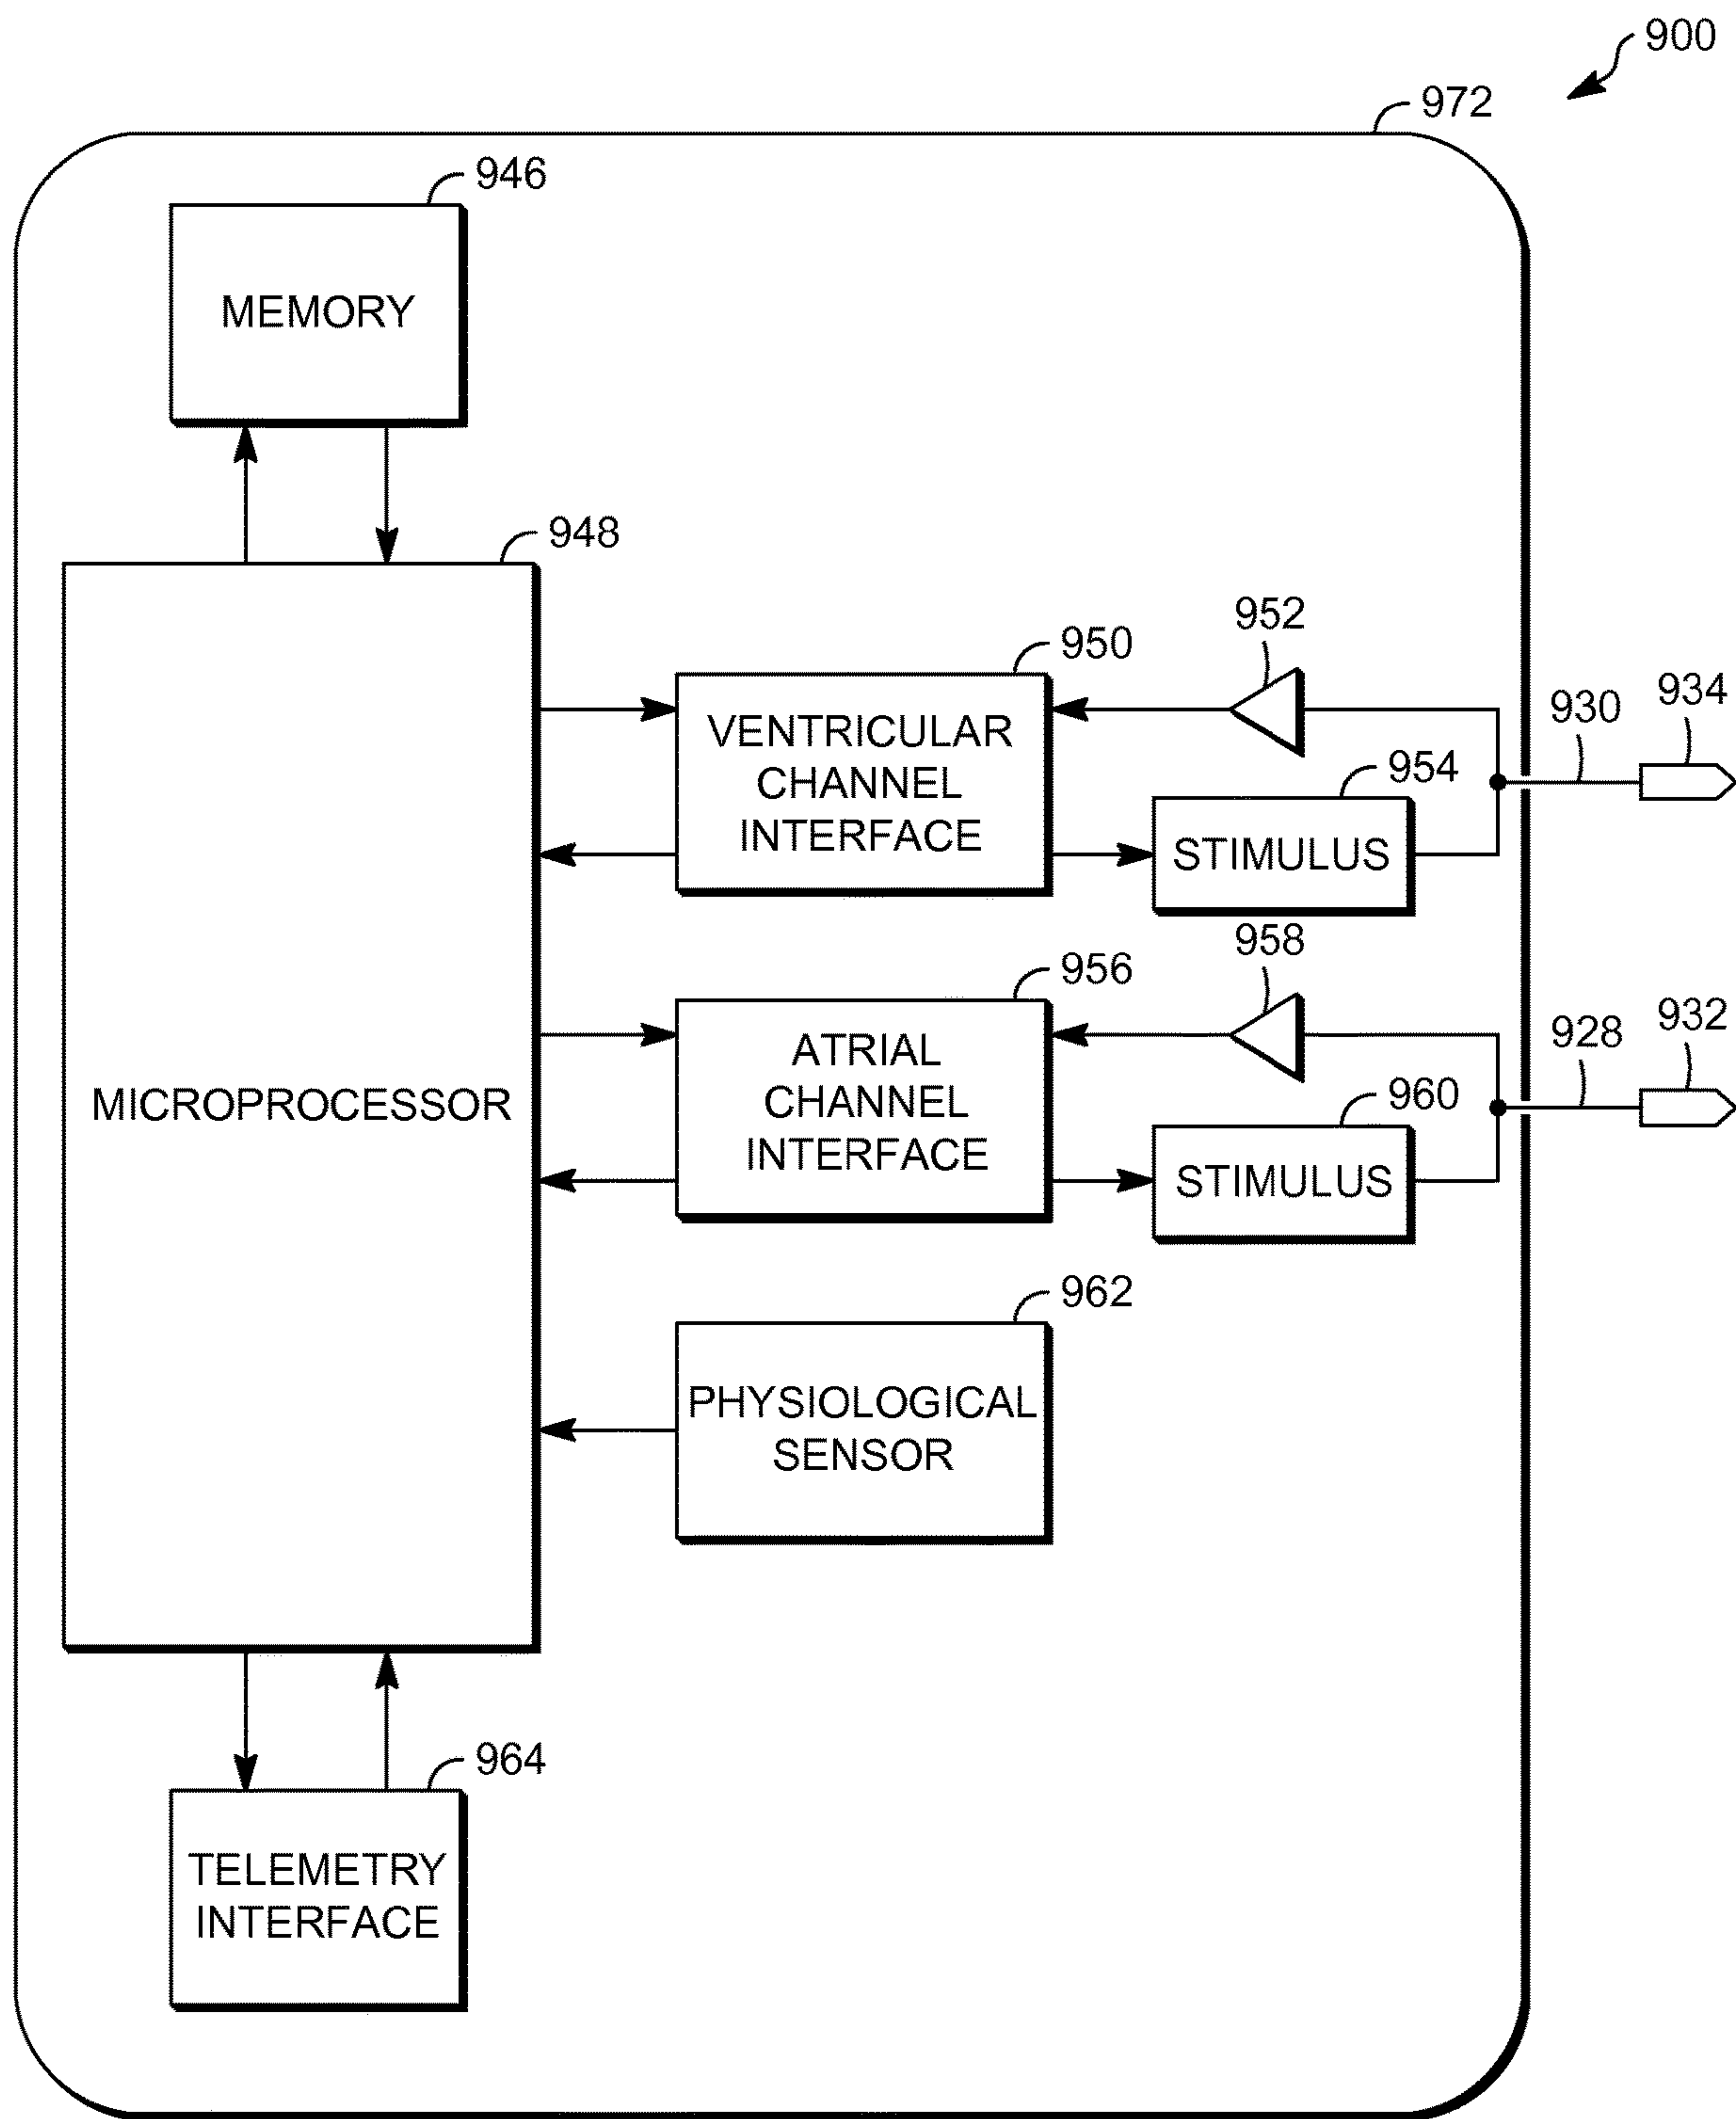 900
972
946
MEMORY
948
MICROPROCESSOR
950
VENTRICULAR
CHANNEL
INTERFACE
952
954
STIMULUS
930
934
956
ATRIAL
CHANNEL
INTERFACE
958
960
STIMULUS
928
932
962
PHYSIOLOGICAL
SENSOR
964
TELEMETRY
INTERFACE